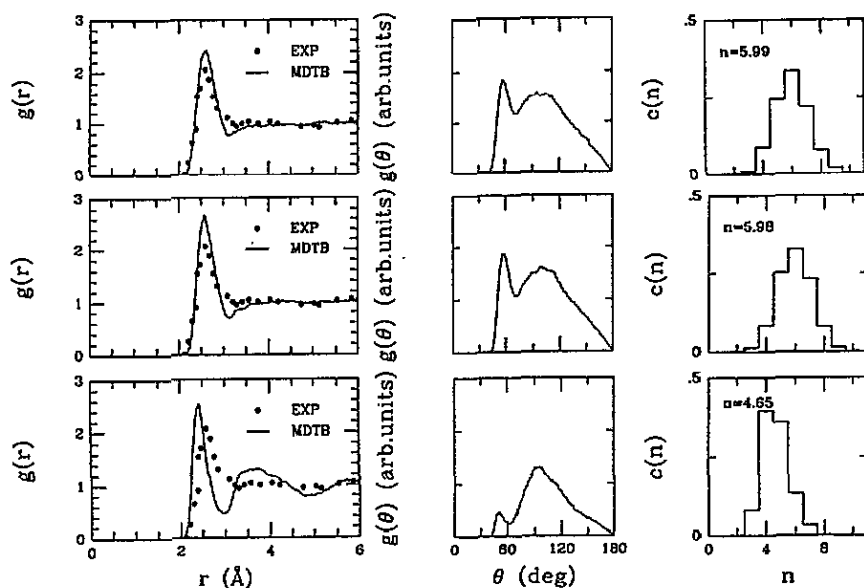 3
2
1
0
g(r)
EXP
MDTB
g(θ) (arb.units)
.5
0
c(n)
n=5.99
3
2
1
0
g(r)
EXP
MDTB
g(θ) (arb.units)
.5
0
c(n)
n=5.98
3
2
1
0
g(r)
EXP
MDTB
g(θ) (arb.units)
.5
0
c(n)
n=4.65
0 2 4 6
r (Å)
0 60 120 180
θ (deg)
0 4 8
n